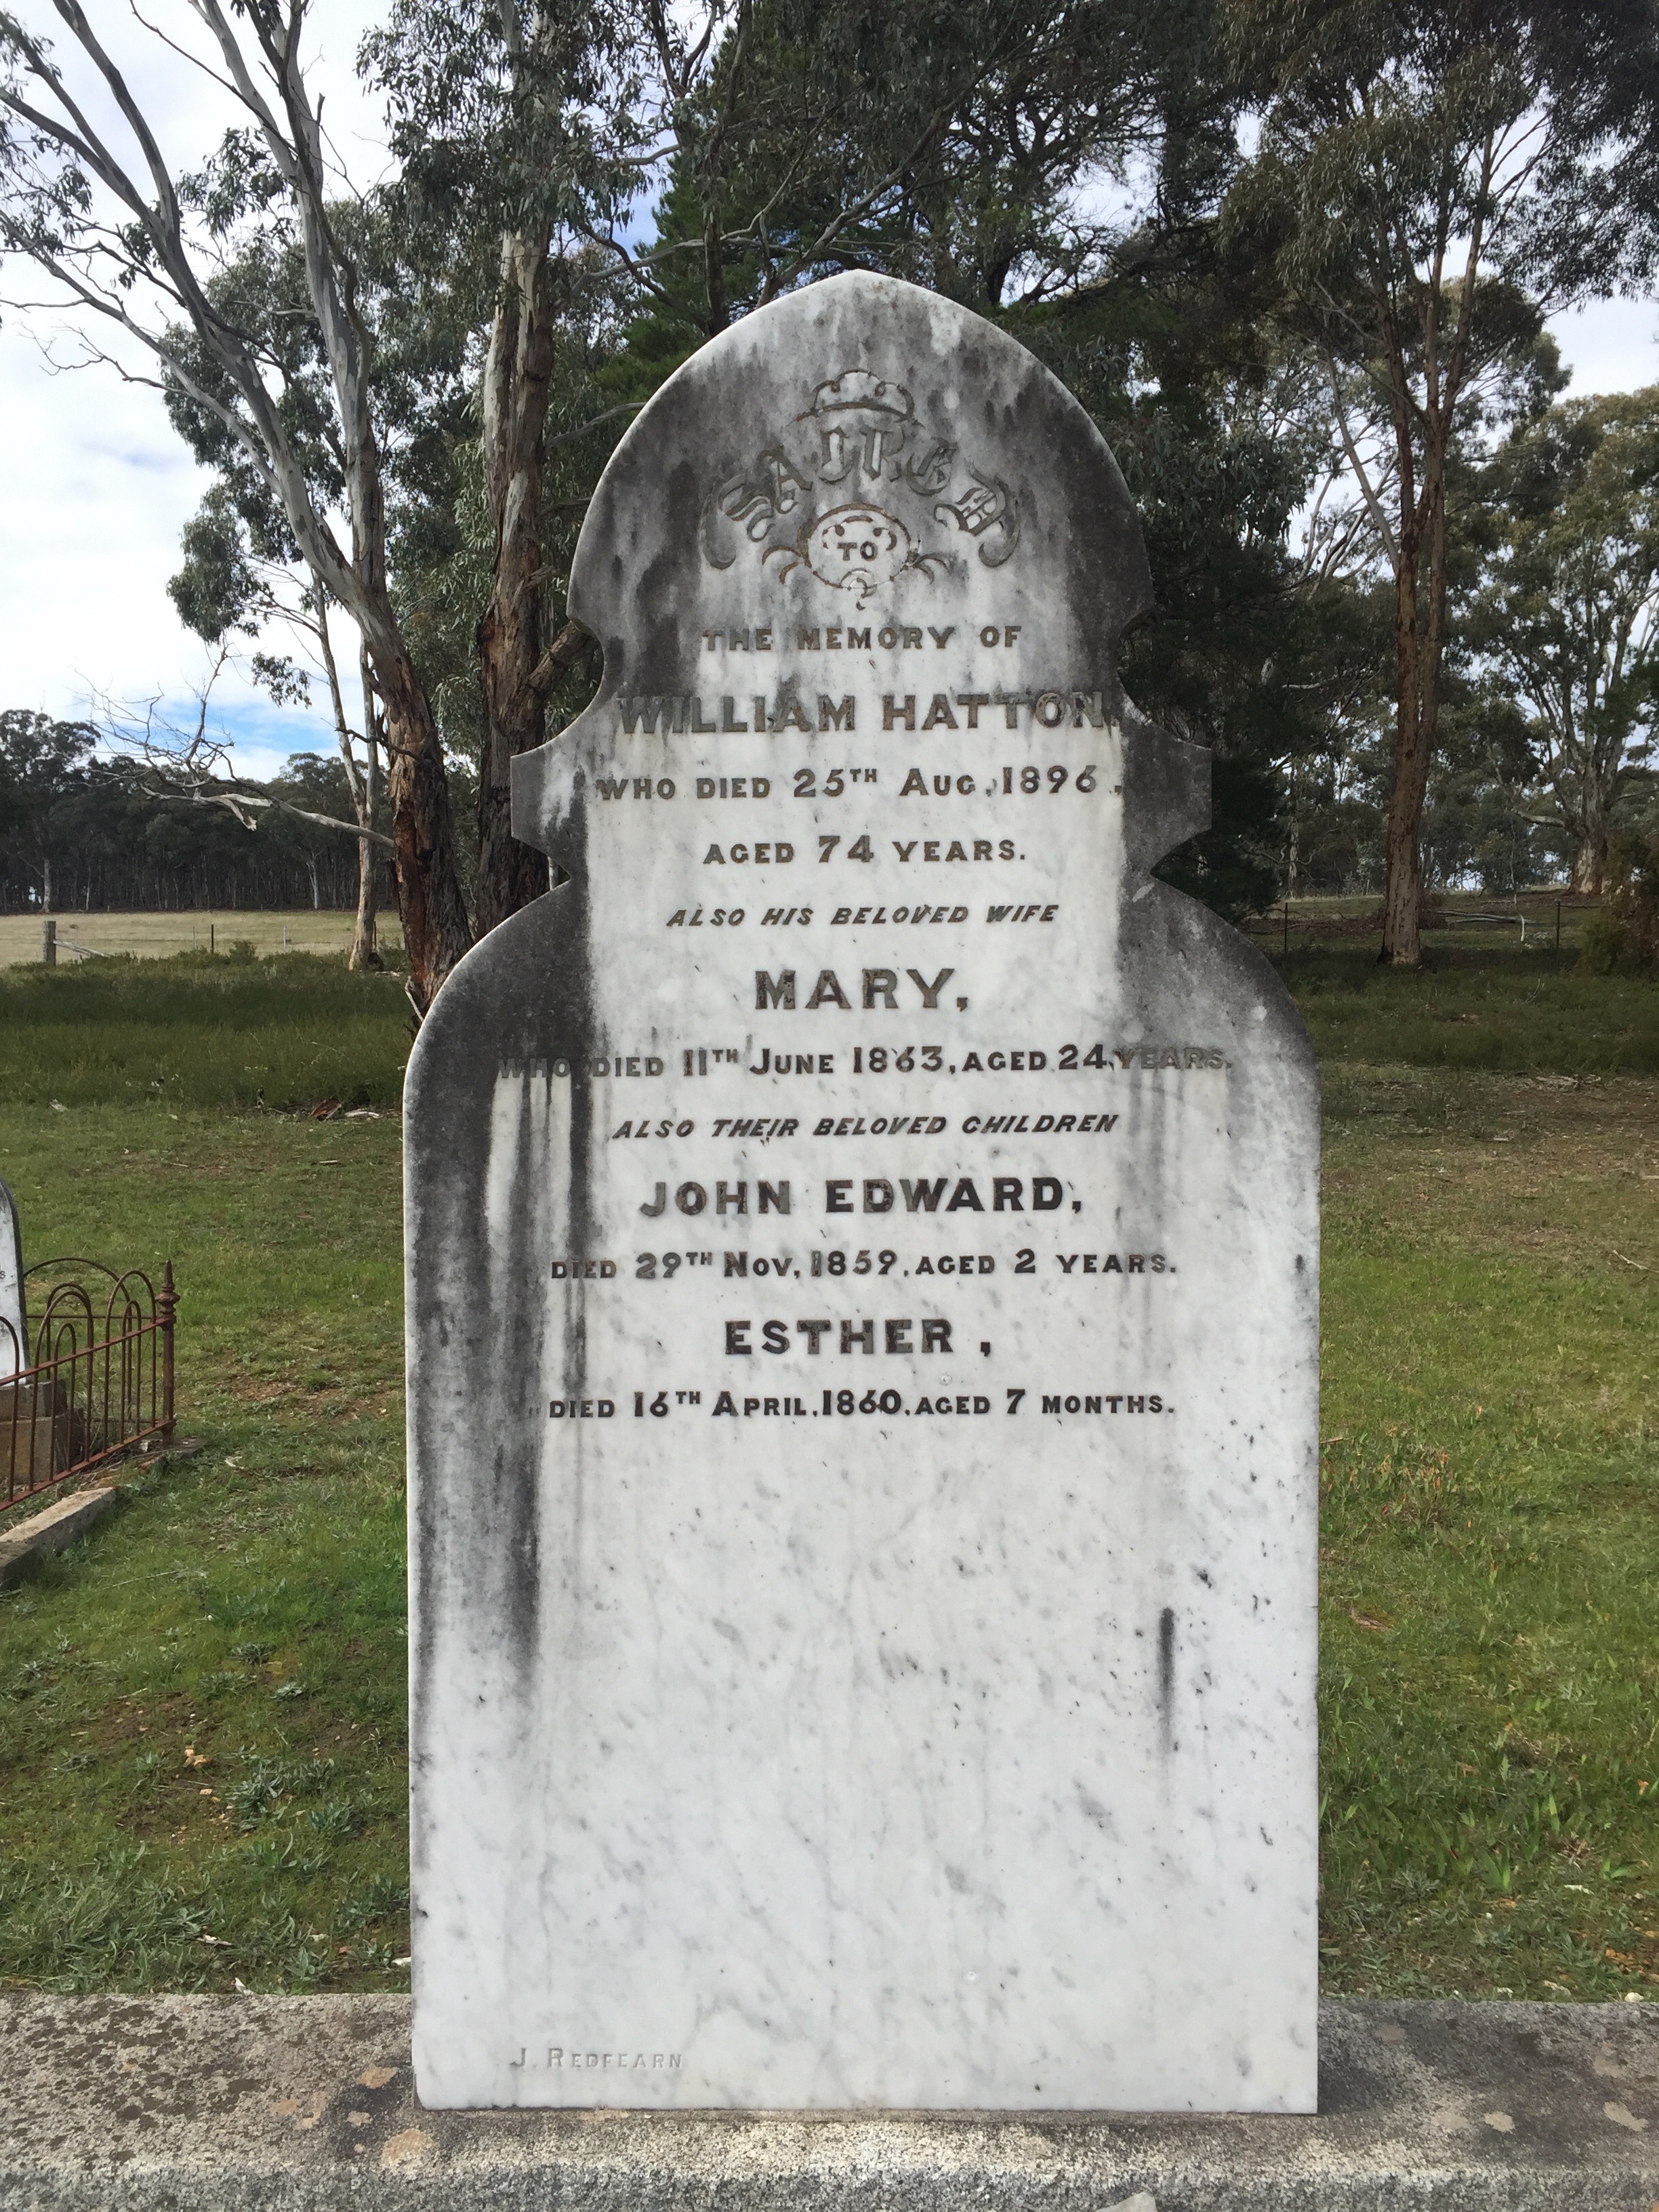 SACRED
TO
THE MEMORY OF
WILLIAM HATTON,
WHO DIED 25TH AUG, 1896,
AGED 74 YEARS.
ALSO HIS BELOVED WIFE
MARY,
WHO DIED 11TH JUNE 1863, AGED 24 YEARS.
ALSO THEIR BELOVED CHILDREN
JOHN EDWARD,
DIED 29TH NOV, 1859, AGED 2 YEARS.
ESTHER,
DIED 16TH APRIL, 1860, AGED 7 MONTHS.
J. REDFEARN